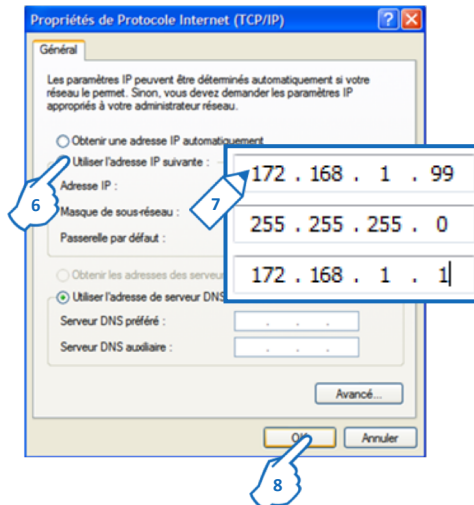 Propriétés de Protocole Internet (TCP/IP)
Général
Les paramètres IP peuvent être déterminés automatiquement si votre
réseau le permet. Sinon, vous devez demander les paramètres IP
appropriés à votre administrateur réseau.
Obtenir une adresse IP automatiquement
Utiliser l'adresse IP suivante :
6
Adresse IP :
7
172 . 168 . 1 . 99
Masque de sous-réseau :
255 . 255 . 255 . 0
Passerelle par défaut :
172 . 168 . 1 . 1
Obtenir les adresses des serveu
Utiliser l'adresse de serveur DNS
Serveur DNS préféré :
Serveur DNS auxiliaire :
Avancé...
OK
Annuler
8